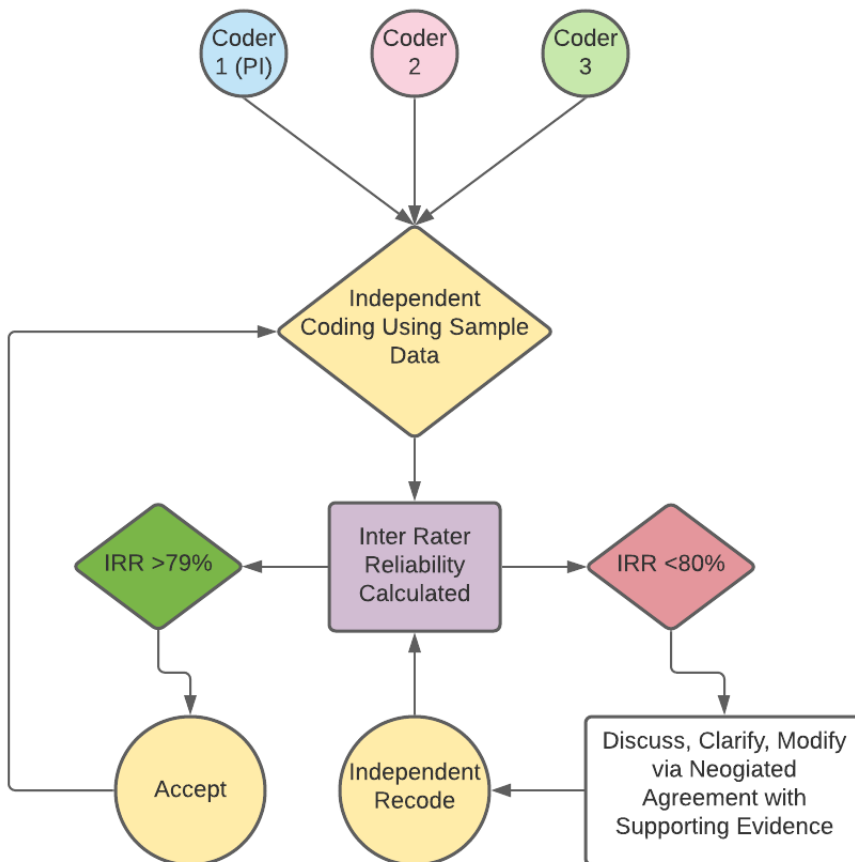 Coder
1 (PI)
Coder
2
Coder
3
Independent
Coding Using Sample
Data
IRR >79%
Inter Rater
Reliability
Calculated
IRR <80%
Accept
Independent
Recode
Discuss, Clarify, Modify
via Neogiated
Agreement with
Supporting Evidence